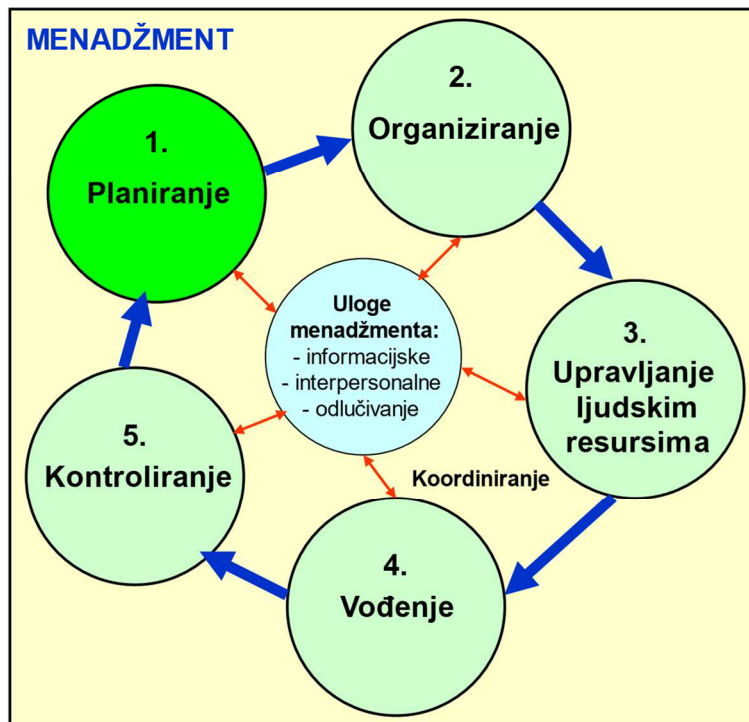 MENADŽMENT
1.
Planiranje
2.
Organiziranje
3.
Upravljanje
ljudskim
resursima
4.
Vođenje
5.
Kontroliranje
Uloge
menadžmenta:
- informacijske
- interpersonalne
- odlučivanje
Koordiniranje